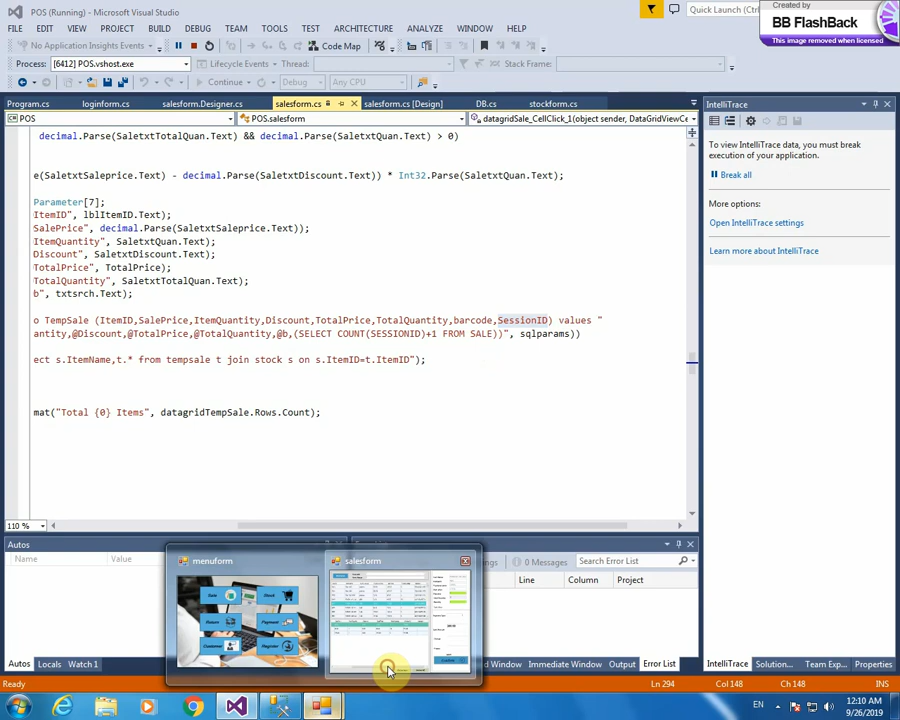 POS (Running) - Microsoft Visual Studio
Quick Launch (
Created by
BB FlashBack
This image removed when licensed
FILE EDIT VIEW PROJECT BUILD DEBUG TEAM TOOLS TEST ARCHITECTURE ANALYZE WINDOW HELP
No Application Insights Events
Code Map
Process: [6412] POS.vshost.exe Lifecycle Events Thread: Stack Frame:
Continue Debug Any CPU
Program.cs loginform.cs salesform.Designer.cs salesform.cs salesform.cs [Design] DB.cs stockform.cs
IntelliTrace
POS POS.salesform datagridSale_CellClick_1(object sender, DataGridViewCe
decimal.Parse(SaletxtTotalQuan.Text) && decimal.Parse(SaletxtQuan.Text) > 0)
e(SaletxtSaleprice.Text) - decimal.Parse(SaletxtDiscount.Text)) * Int32.Parse(SaletxtQuan.Text);
Parameter[7];
ItemID", lblItemID.Text);
SalePrice", decimal.Parse(SaletxtSaleprice.Text));
ItemQuantity", SaletxtQuan.Text);
Discount", SaletxtDiscount.Text);
TotalPrice", TotalPrice);
TotalQuantity", SaletxtTotalQuan.Text);
b", txtsrch.Text);
o TempSale (ItemID,SalePrice,ItemQuantity,Discount,TotalPrice,TotalQuantity,barcode,SessionID) values "
antity,@Discount,@TotalPrice,@TotalQuantity,@b,(SELECT COUNT(SESSIONID)+1 FROM SALE))", sqlparams))
ect s.ItemName,t.* from tempsale t join stock s on s.ItemID=t.ItemID");
mat("Total {0} Items", datagridTempSale.Rows.Count);
To view IntelliTrace data, you must break
execution of your application.
Break all
More options:
Open IntelliTrace settings
Learn more about IntelliTrace
110 %
Autos
Name Value
0 Messages Search Error List
Line Column Project
menuform
salesform
Sale Stock
Return Payment
Customer Register
Autos Locals Watch 1
Window Immediate Window Output Error List
IntelliTrace Solution... Team Exp... Properties
Ready Ln 294 Col 148 Ch 148
EN
12:10 AM
9/26/2019